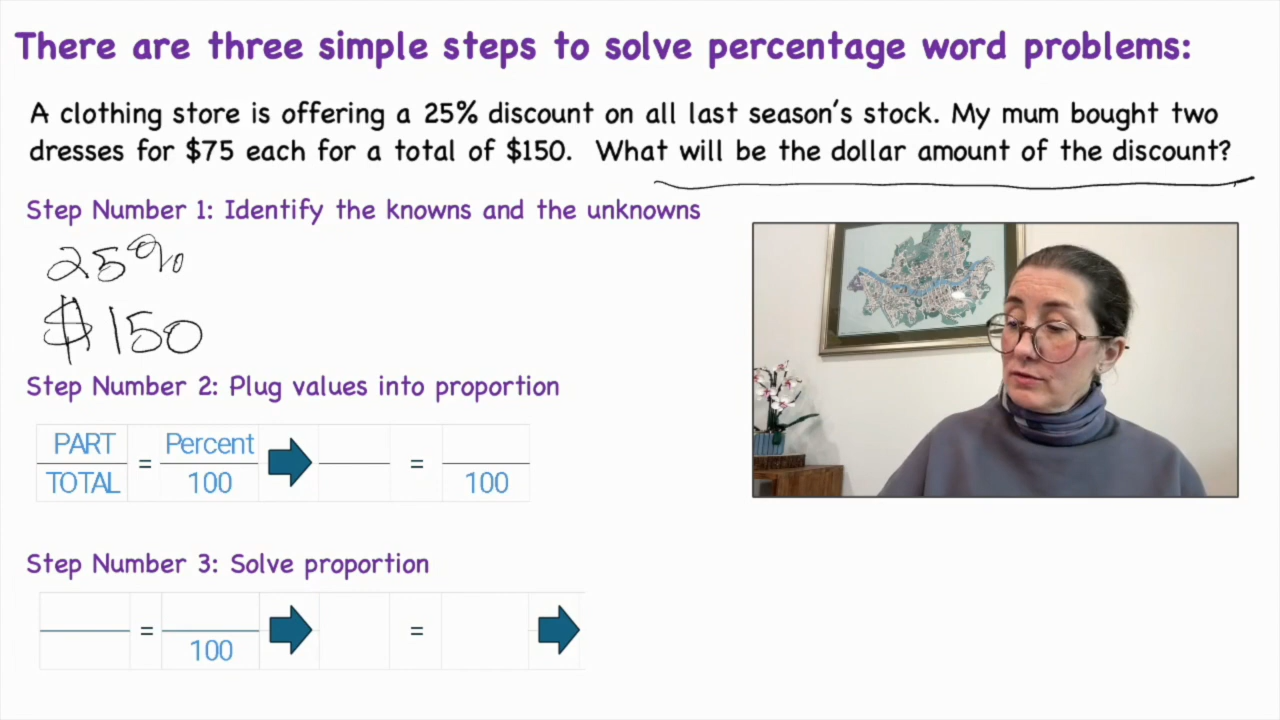 There are three simple steps to solve percentage word problems:
A clothing store is offering a 25% discount on all last season's stock. My mum bought two
dresses for $75 each for a total of $150. What will be the dollar amount of the discount?
Step Number 1: Identify the knowns and the unknowns
25%
$150
Step Number 2: Plug values into proportion
PART = Percent =
TOTAL 100 100
Step Number 3: Solve proportion
= =
100